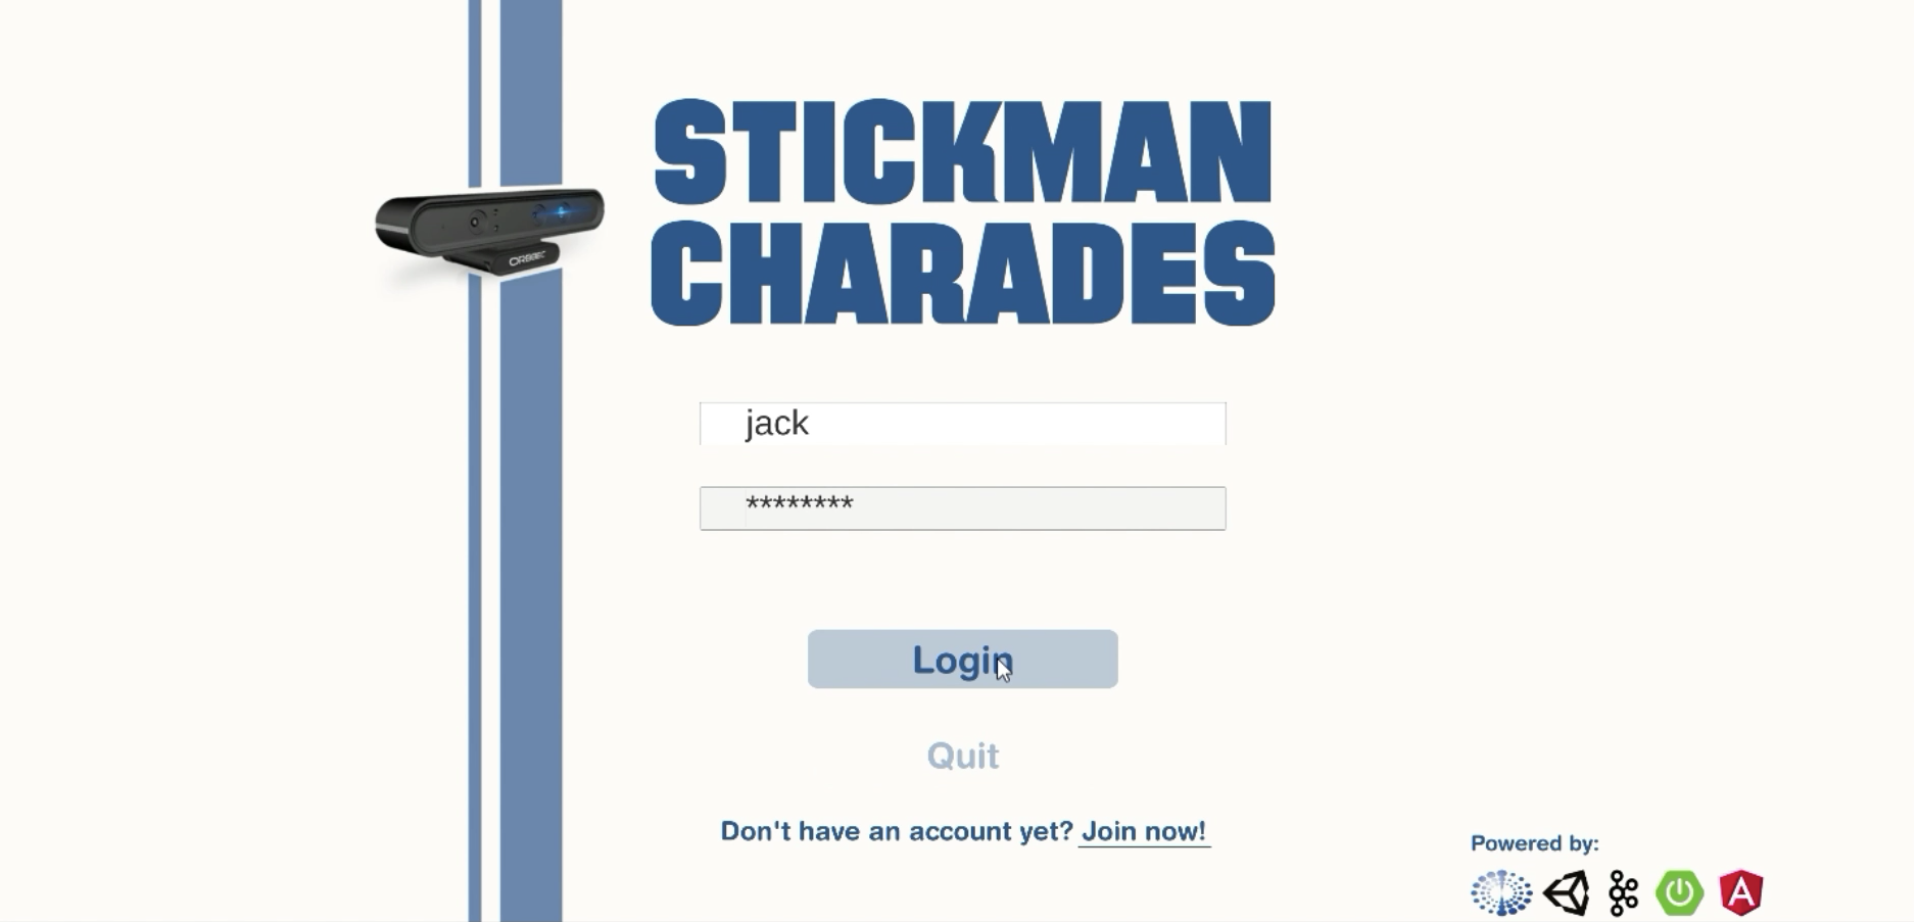 STICKMAN
CHARADES
ORBBEC
jack
********
Login
Quit
Don't have an account yet? Join now!
Powered by:
A